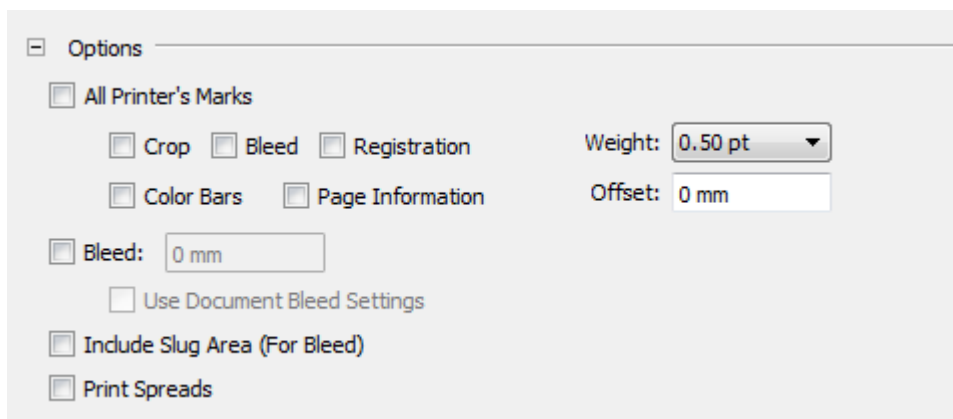 Options
All Printer's Marks
Crop Bleed Registration Weight: 0.50 pt
Color Bars Page Information Offset: 0 mm
Bleed: 0 mm
Use Document Bleed Settings
Include Slug Area (For Bleed)
Print Spreads